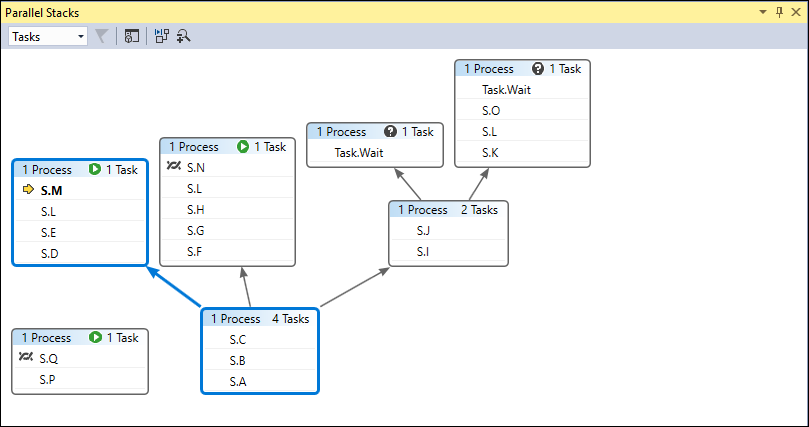 Parallel Stacks
Tasks
1 Process 1 Task
Task.Wait
S.O
S.L
S.K
1 Process 1 Task
Task.Wait
1 Process 1 Task
S.N
S.L
S.H
S.G
S.F
1 Process 1 Task
S.M
S.L
S.E
S.D
1 Process 2 Tasks
S.J
S.I
1 Process 4 Tasks
S.C
S.B
S.A
1 Process 1 Task
S.Q
S.P